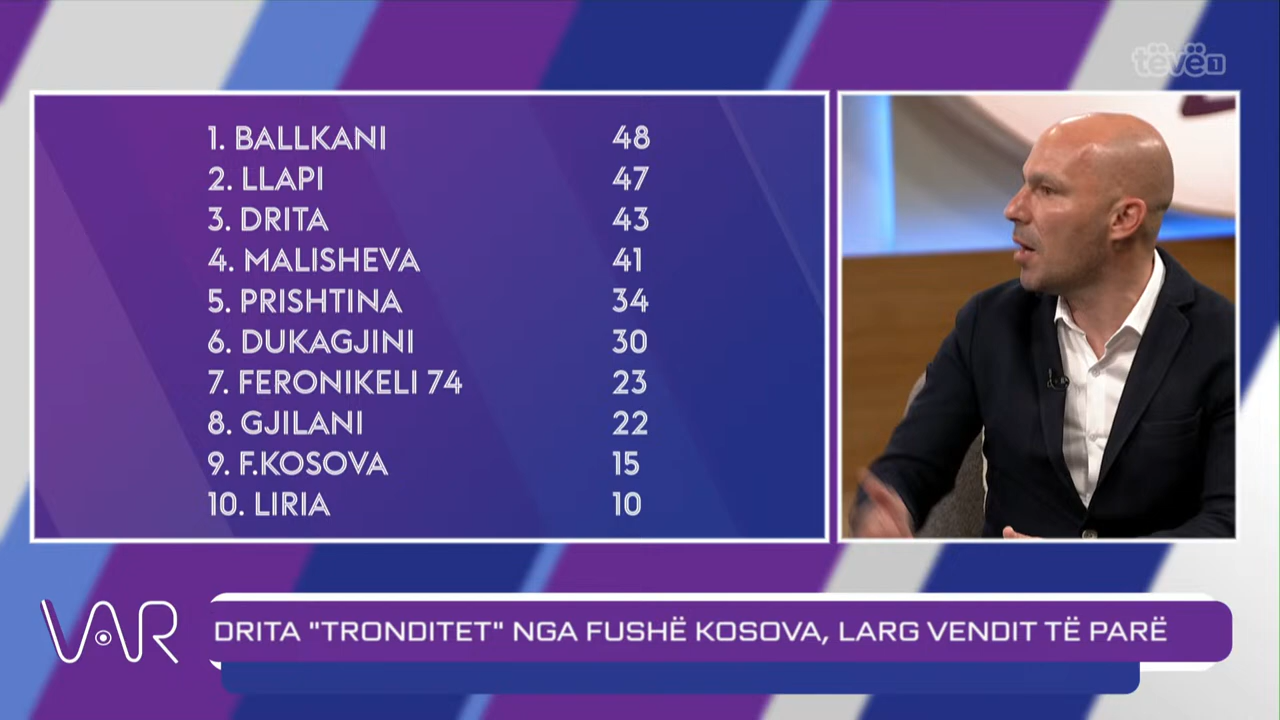 tëvë1
1. BALLKANI 48
2. LLAPI 47
3. DRITA 43
4. MALISHEVA 41
5. PRISHTINA 34
6. DUKAGJINI 30
7. FERONIKELI 74 23
8. GJILANI 22
9. F.KOSOVA 15
10. LIRIA 10
VAR
DRITA "TRONDITET" NGA FUSHË KOSOVA, LARG VENDIT TË PARË